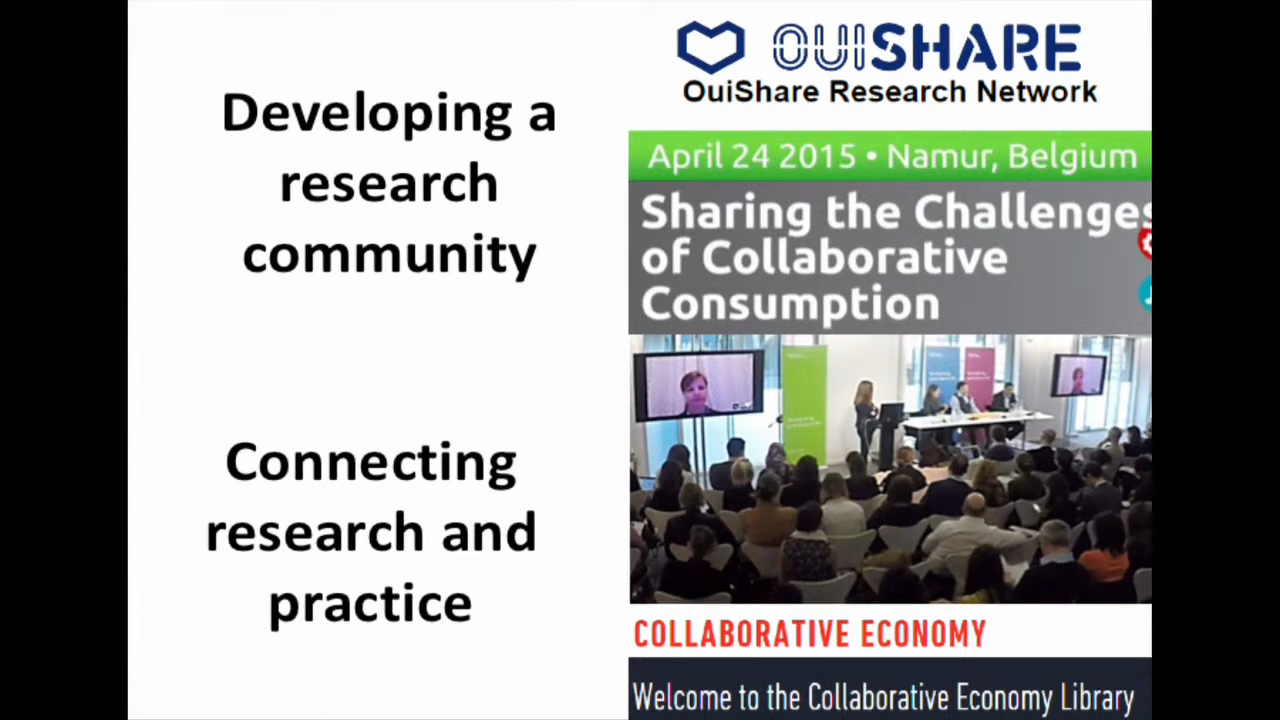 Developing a
research
community
Connecting
research and
practice
OUISHARE
OuiShare Research Network
April 24 2015 • Namur, Belgium
Sharing the Challenges
of Collaborative
Consumption
COLLABORATIVE ECONOMY
Welcome to the Collaborative Economy Library